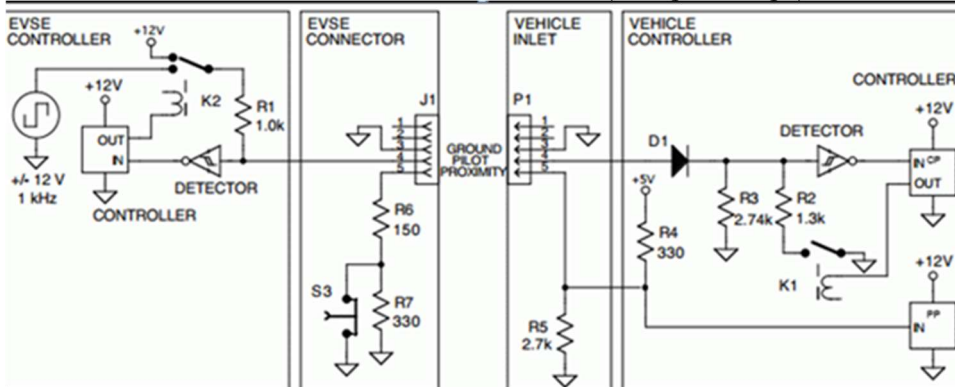 EVSE
CONTROLLER
+12V
+12V
K2
R1
1.0k
OUT
IN
DETECTOR
+/- 12 V
1 kHz
CONTROLLER
EVSE
CONNECTOR
J1
1
2
3
4
5
GROUND
PILOT
PROXIMITY
R6
150
S3
R7
330
VEHICLE
INLET
P1
1
2
3
4
5
R5
2.7k
VEHICLE
CONTROLLER
CONTROLLER
+12V
D1
DETECTOR
IN CP
OUT
+5V
R3
2.74k
R2
1.3k
R4
330
K1
+12V
PP
IN